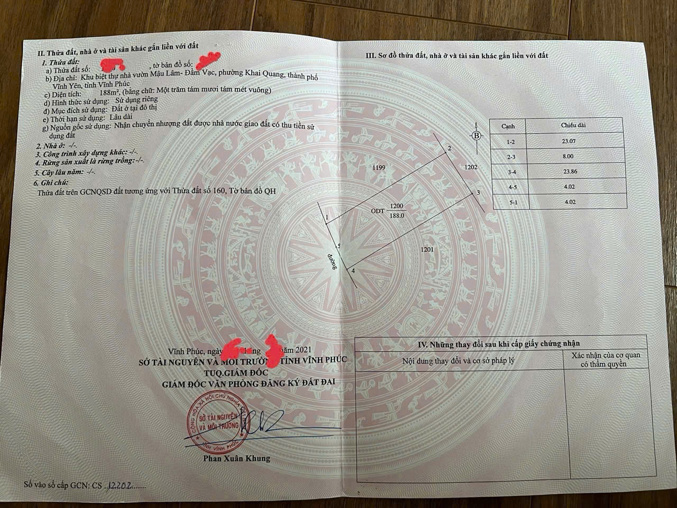 II. Thửa đất, nhà ở và tài sản khác gắn liền với đất
1. Thửa đất:
a) Thửa đất số: , tờ bản đồ số:
b) Địa chỉ: Khu biệt thự nhà vườn Mậu Lâm- Đầm Vạc, phường Khai Quang, thành phố
Vĩnh Yên, tỉnh Vĩnh Phúc
c) Diện tích: 188m², (bằng chữ: Một trăm tám mươi tám mét vuông)
d) Hình thức sử dụng: Sử dụng riêng
đ) Mục đích sử dụng: Đất ở tại đô thị
e) Thời hạn sử dụng: Lâu dài
g) Nguồn gốc sử dụng: Nhận chuyển nhượng đất được nhà nước giao đất có thu tiền sử
dụng đất
2. Nhà ở: -/-.
3. Công trình xây dựng khác:-/-.
4. Rừng sản xuất là rừng trồng:-/-.
5. Cây lâu năm: -/-.
6. Ghi chú:
Thửa đất trên GCNQSD đất tương ứng với Thửa đất số 160, Tờ bản đồ QH
Vĩnh Phúc, ngày năm 2021
SỞ TÀI NGUYÊN VÀ MÔI TRƯỜNG TỈNH VĨNH PHÚC
TUQ.GIÁM ĐỐC
GIÁM ĐỐC VĂN PHÒNG ĐĂNG KÝ ĐẤT ĐAI
SỞ TÀI NGUYÊN
VÀ MÔI TRƯỜNG
Phan Xuân Khung
Số vào sổ cấp GCN: CS 12202
III. Sơ đồ thửa đất, nhà ở và tài sản khác gắn liền với đất
B
Cạnh Chiều dài
1-2 23.07
2-3 8.00
3-4 23.86
4-5 4.02
5-1 4.02
2
1199
1202
3
ODT 1200
188.0
1
5
1201
4
Đường
IV. Những thay đổi sau khi cấp giấy chứng nhận
Nội dung thay đổi và cơ sở pháp lý
Xác nhận của cơ quan
có thẩm quyền